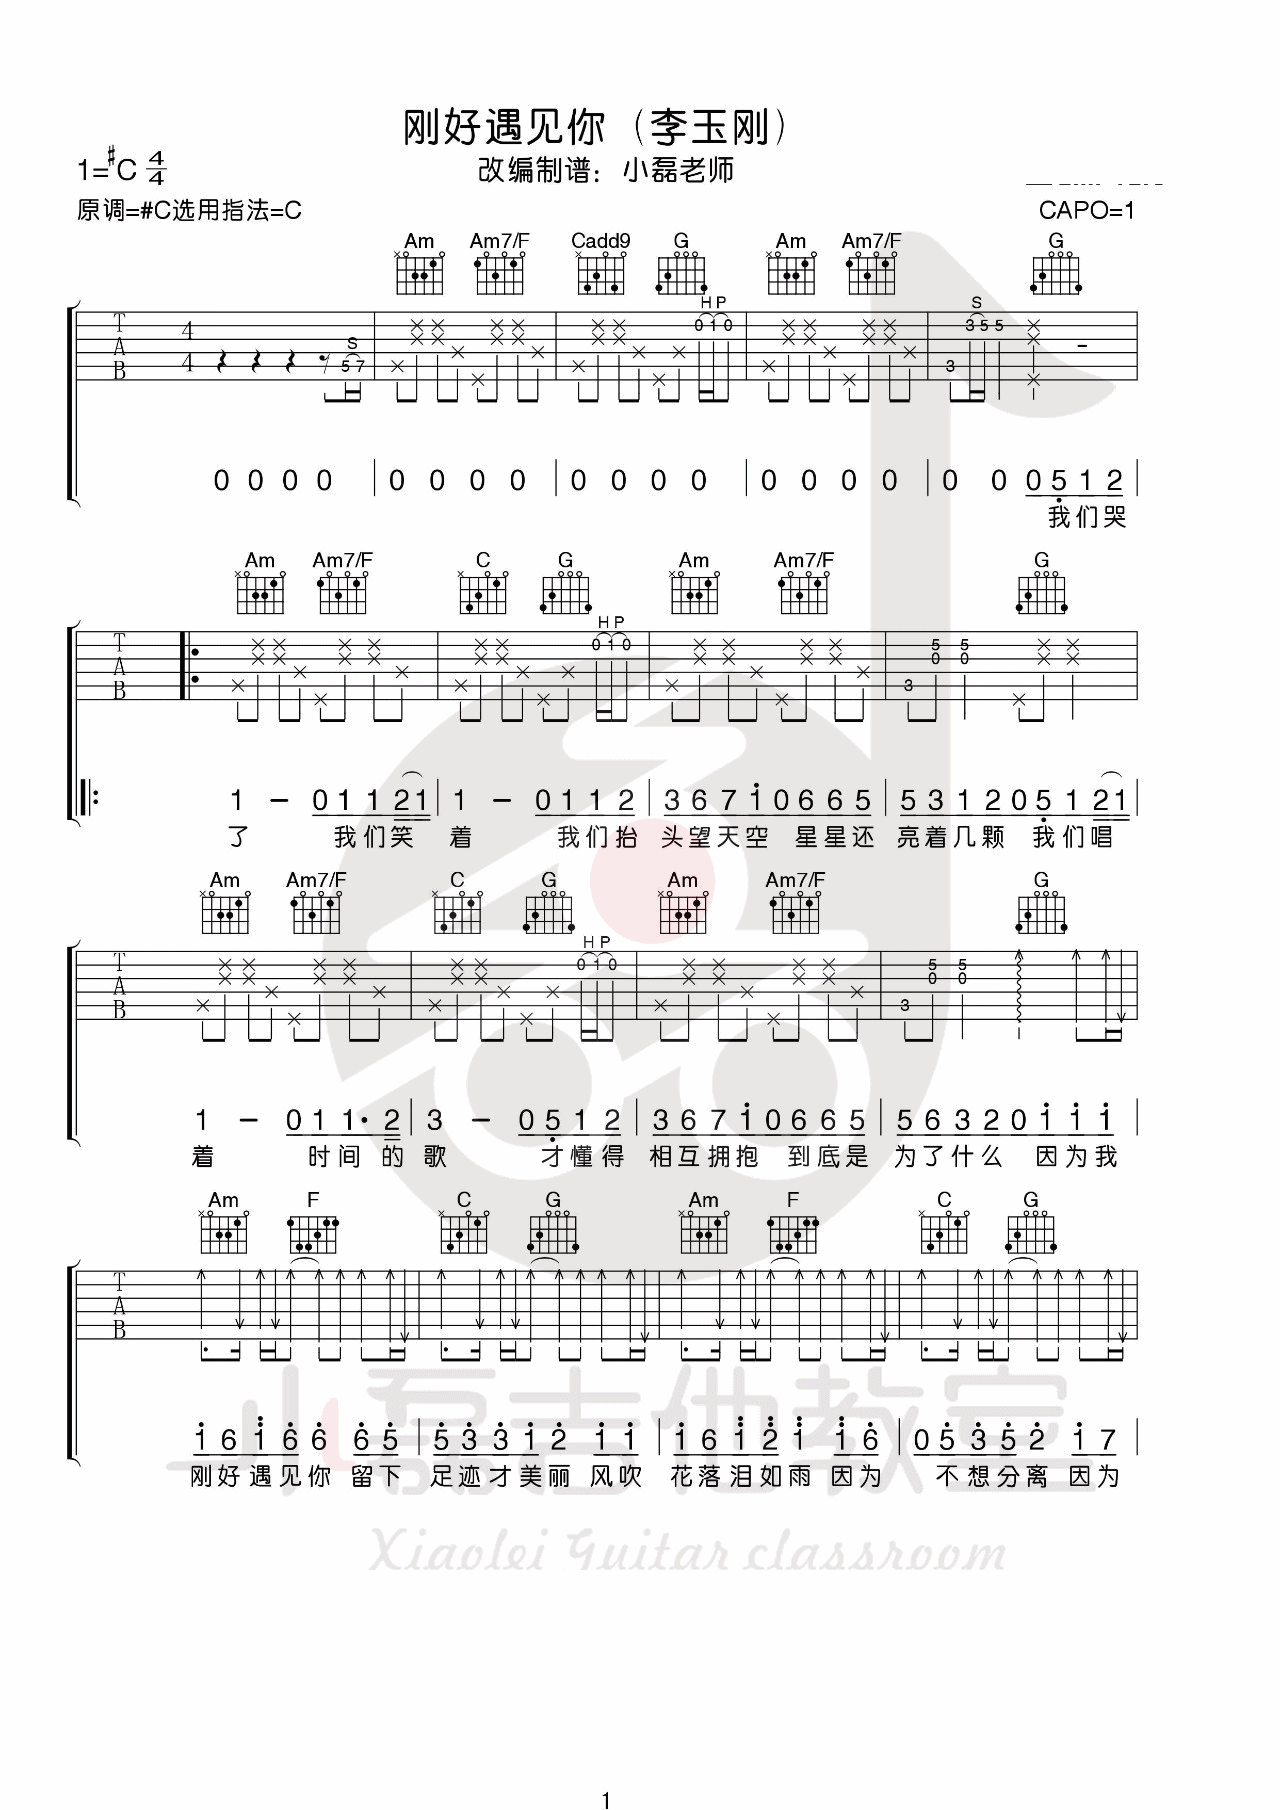 刚好遇见你（李玉刚）
1=#C 4/4
改编制谱：小磊老师
原调=#C选用指法=C
CAPO=1
Am Am7/F Cadd9 G Am Am7/F G
H P S
T A B 4 4 S 5 7 0 1 0 3 3 5 5
0 0 0 0 | 0 0 0 0 | 0 0 0 0 | 0 0 0 0 | 0 0 0 5 1 2
我们哭
Am Am7/F C G Am Am7/F G
H P
T A B 0 1 0 3 5 0 5 0
1 - 0 1 1 2 1 | 1 - 0 1 1 2 | 3 6 7 1 0 6 6 5 | 5 3 1 2 0 5 1 2 1
了 我们笑 着 我们抬 头望天空 星星还 亮着几颗 我们唱
Am Am7/F C G Am Am7/F G
H P
T A B 0 1 0 3 5 0 5 0
1 - 0 1 1· 2 | 3 - 0 5 1 2 | 3 6 7 1 0 6 6 5 | 5 6 3 2 0 1 1 1
着 时间 的 歌 才懂得 相互拥抱 到底是 为了什么 因为我
Am F C G Am F C G
T A B
1 6 1 6 6 6 5 | 5 3 3 1 2 1 1 | 1 6 1 2 1 1 6 | 0 5 3 5 2 1 7
刚好遇见你 留下 足迹才美丽 风吹 花落泪如雨 因为 不想分离 因为
小磊吉他教室
Xiaolei Guitar classroom
1